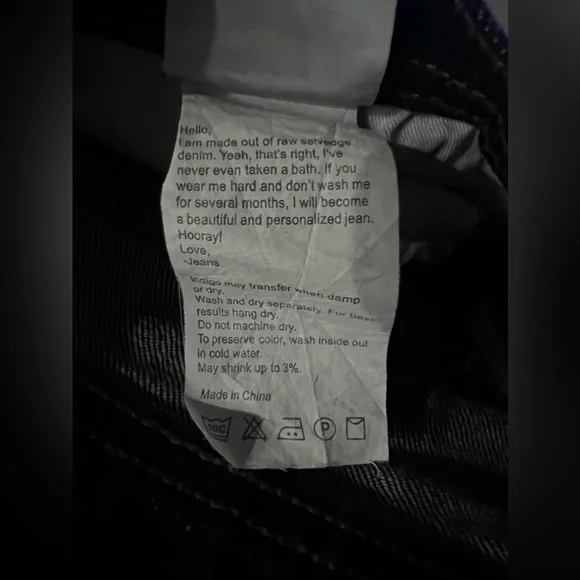 Hello,
I am made out of raw selvedge
denim. Yeah, that's right, I've
never even taken a bath. If you
wear me hard and don't wash me
for several months, I will become
a beautiful and personalized jean.
Hooray!
Love,
-Jeans
Indigo may transfer when damp
or dry.
Wash and dry separately. For best
results hang dry.
Do not machine dry.
To preserve color, wash inside out
in cold water.
May shrink up to 3%.
Made in China
30C P